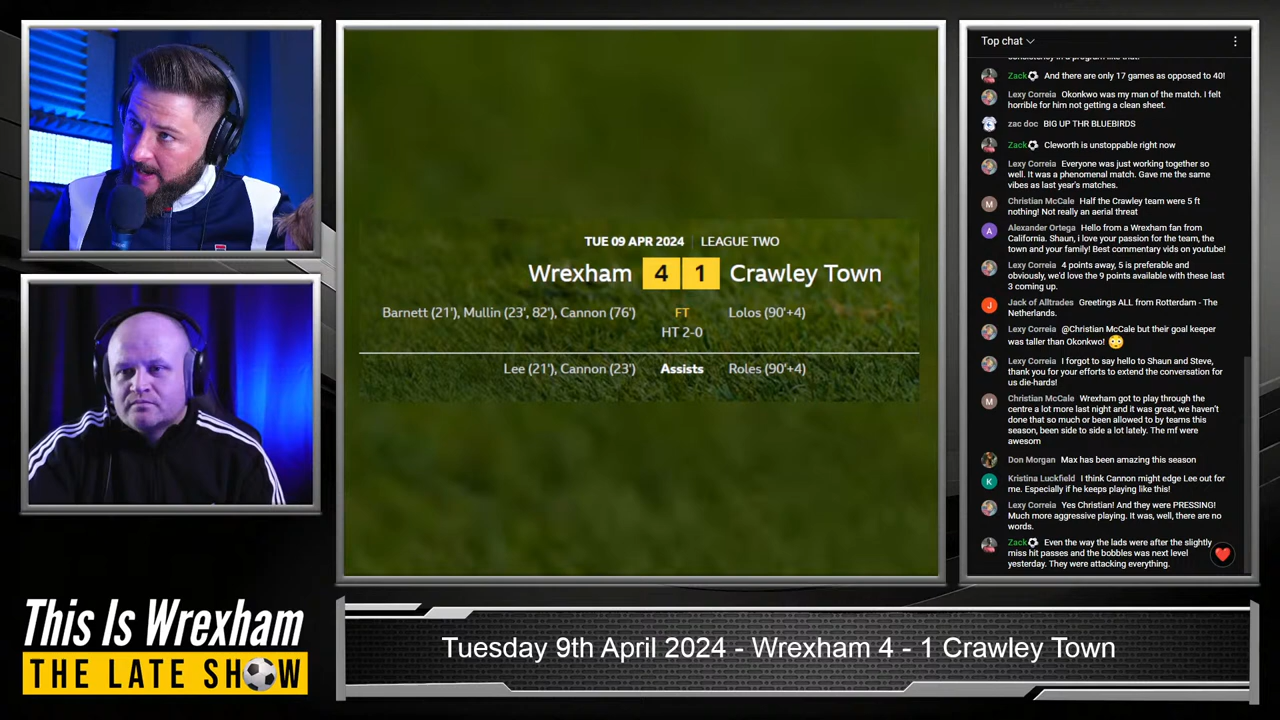 TUE 09 APR 2024 | LEAGUE TWO
Wrexham 4 1 Crawley Town
Barnett (21'), Mullin (23', 82'), Cannon (76') FT Lolos (90'+4)
HT 2-0
Lee (21'), Cannon (23') Assists Roles (90'+4)
Top chat
consistency in a program like that!
Zack⚽ And there are only 17 games as opposed to 40!
Lexy Correia Okonkwo was my man of the match. I felt
horrible for him not getting a clean sheet.
zac doc BIG UP THR BLUEBIRDS
Zack⚽ Cleworth is unstoppable right now
Lexy Correia Everyone was just working together so
well. It was a phenomenal match. Gave me the same
vibes as last year's matches.
M Christian McCale Half the Crawley team were 5 ft
nothing! Not really an aerial threat
A Alexander Ortega Hello from a Wrexham fan from
California. Shaun, i love your passion for the team, the
town and your family! Best commentary vids on youtube!
Lexy Correia 4 points away, 5 is preferable and
obviously, we'd love the 9 points available with these last
3 coming up.
J Jack of Alltrades Greetings ALL from Rotterdam - The
Netherlands.
Lexy Correia @Christian McCale but their goal keeper
was taller than Okonkwo! 😳
Lexy Correia I forgot to say hello to Shaun and Steve,
thank you for your efforts to extend the conversation for
us die-hards!
M Christian McCale Wrexham got to play through the
centre a lot more last night and it was great, we haven't
done that so much or been allowed to by teams this
season, been side to side a lot lately. The mf were
awesom
Don Morgan Max has been amazing this season
K Kristina Luckfield I think Cannon might edge Lee out for
me. Especially if he keeps playing like this!
Lexy Correia Yes Christian! And they were PRESSING!
Much more aggressive playing. It was, well, there are no
words.
Zack⚽ Even the way the lads were after the slightly
miss hit passes and the bobbles was next level
yesterday. They were attacking everything.
This Is Wrexham
THE LATE SHOW
Tuesday 9th April 2024 - Wrexham 4 - 1 Crawley Town